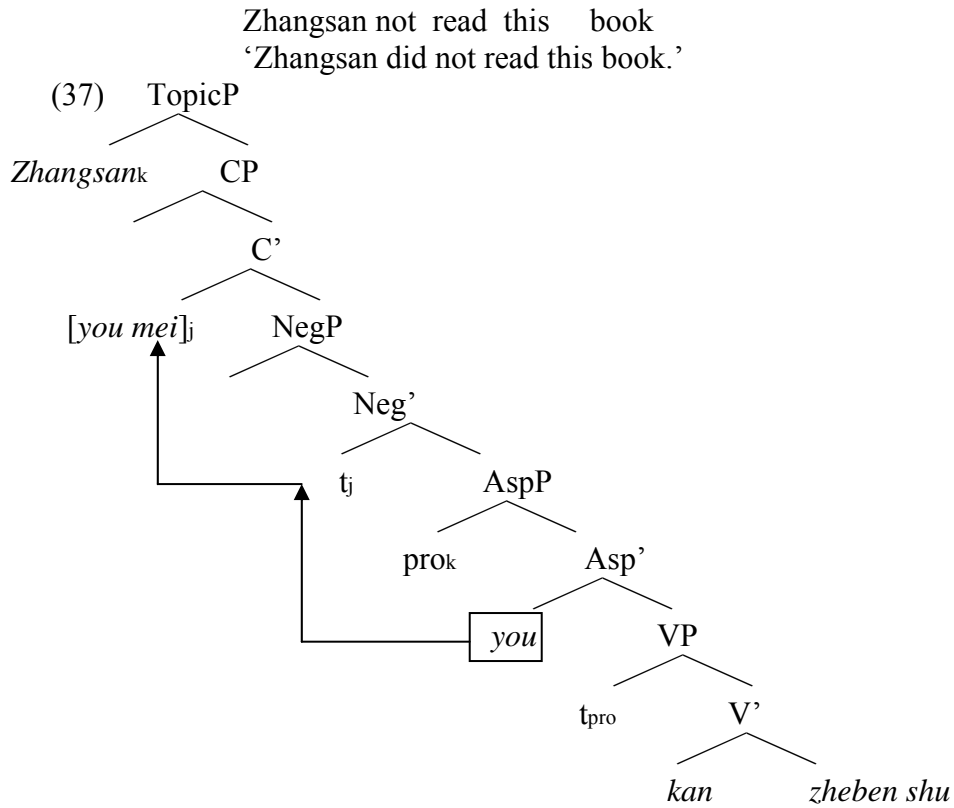 Zhangsan not read this book
‘Zhangsan did not read this book.’
(37) TopicP
Zhangsank CP
C’
[you mei]j NegP
Neg’
tj AspP
prok Asp’
you VP
tpro V’
kan zheben shu